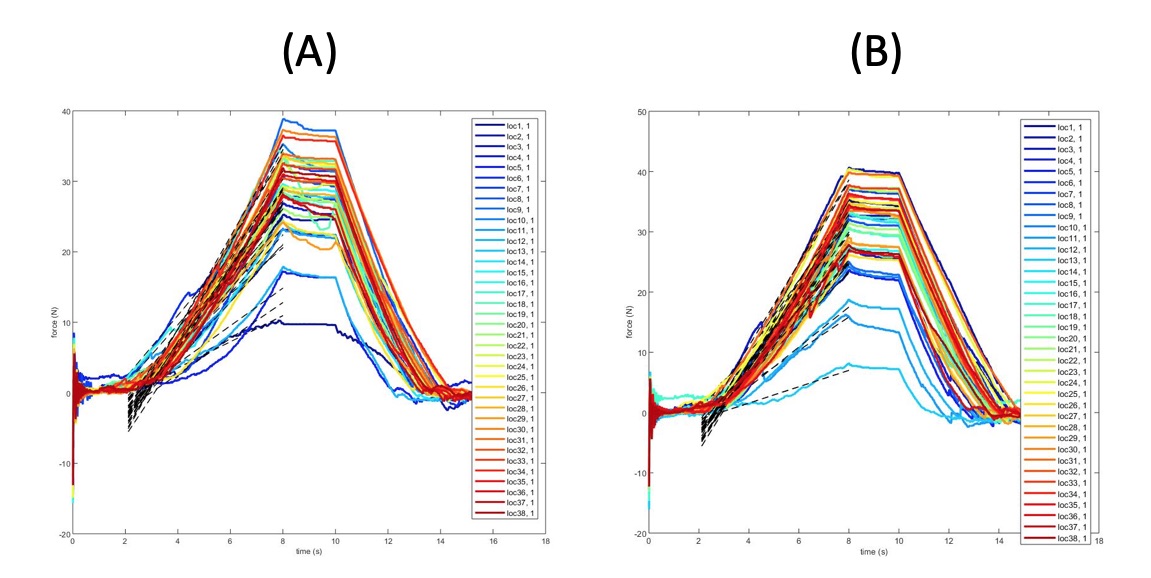 (A)
40
30
20
10
0
-10
-20
force (N)
0 2 4 6 8 10 12 14 16 18
time (s)
loc1, 1
loc2, 1
loc3, 1
loc4, 1
loc5, 1
loc6, 1
loc7, 1
loc8, 1
loc9, 1
loc10, 1
loc11, 1
loc12, 1
loc13, 1
loc14, 1
loc15, 1
loc16, 1
loc17, 1
loc18, 1
loc19, 1
loc20, 1
loc21, 1
loc22, 1
loc23, 1
loc24, 1
loc25, 1
loc26, 1
loc27, 1
loc28, 1
loc29, 1
loc30, 1
loc31, 1
loc32, 1
loc33, 1
loc34, 1
loc35, 1
loc36, 1
loc37, 1
loc38, 1
(B)
50
40
30
20
10
0
-10
-20
force (N)
0 2 4 6 8 10 12 14 18
time (s)
loc1, 1
loc2, 1
loc3, 1
loc4, 1
loc5, 1
loc6, 1
loc7, 1
loc8, 1
loc9, 1
loc10, 1
loc11, 1
loc12, 1
loc13, 1
loc14, 1
loc15, 1
loc16, 1
loc17, 1
loc18, 1
loc19, 1
loc20, 1
loc21, 1
loc22, 1
loc23, 1
loc24, 1
loc25, 1
loc26, 1
loc27, 1
loc28, 1
loc29, 1
loc30, 1
loc31, 1
loc32, 1
loc33, 1
loc34, 1
loc35, 1
loc36, 1
loc37, 1
loc38, 1